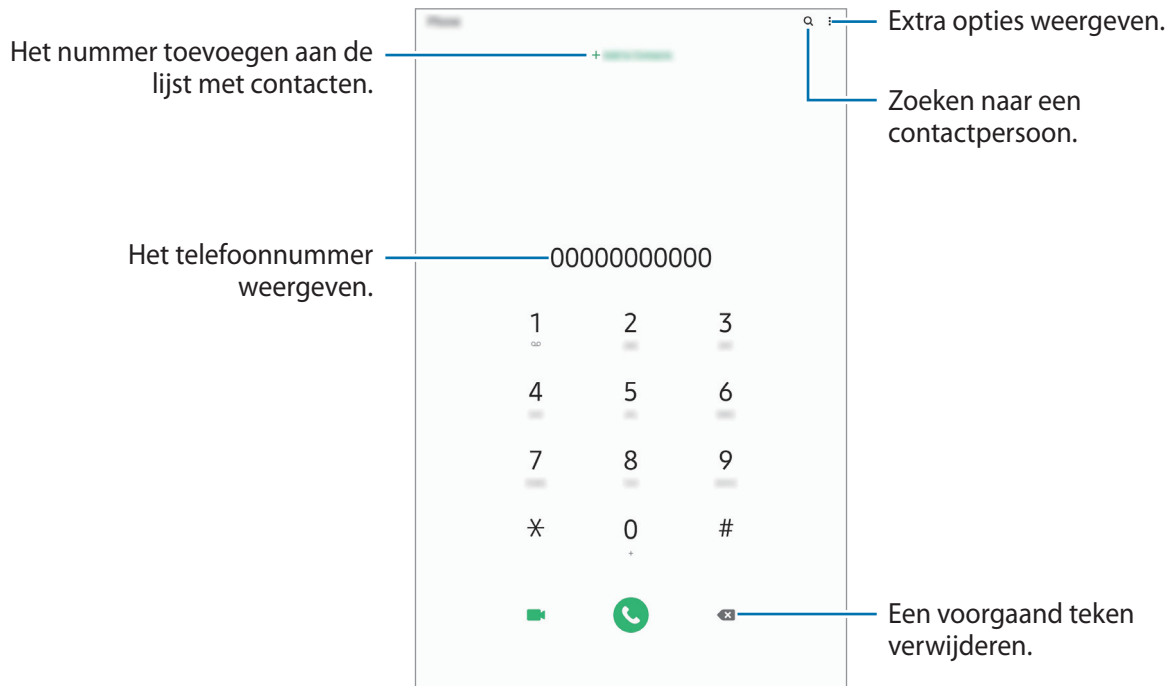 Extra opties weergeven.
Het nummer toevoegen aan de
lijst met contacten.
+
Zoeken naar een
contactpersoon.
Het telefoonnummer
weergeven.
00000000000
1 2 3
4 5 6
7 8 9
* 0 #
+
Een voorgaand teken
verwijderen.